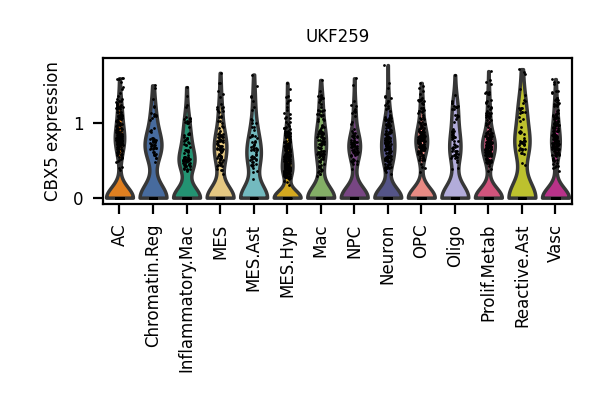 UKF259
CBX5 expression
1
0
AC
Chromatin.Reg
Inflammatory.Mac
MES
MES.Ast
MES.Hyp
Mac
NPC
Neuron
OPC
Oligo
Prolif.Metab
Reactive.Ast
Vasc